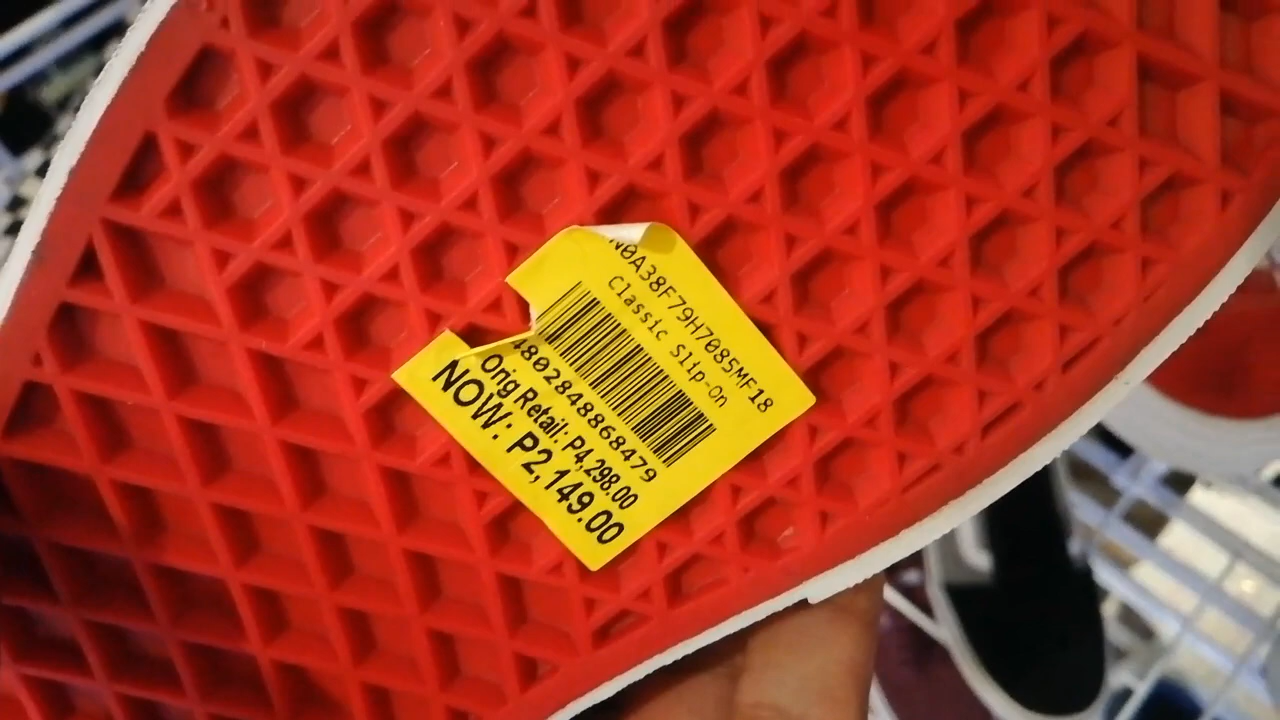 N0A38F79H7085MF18
Classic Slip-On
4802848868479
Orig Retail: P4,298.00
NOW: P2,149.00